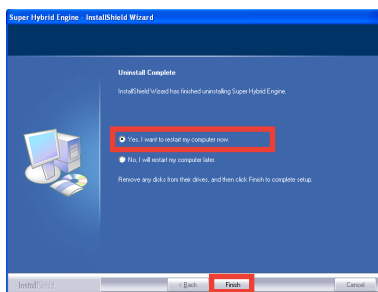 Super Hybrid Engine - InstallShield Wizard
Uninstall Complete
InstallShield Wizard has finished uninstalling Super Hybrid Engine.
Yes, I want to restart my computer now.
No, I will restart my computer later.
Remove any disks from their drives, and then click Finish to complete setup.
InstallShield
< Back
Finish
Cancel